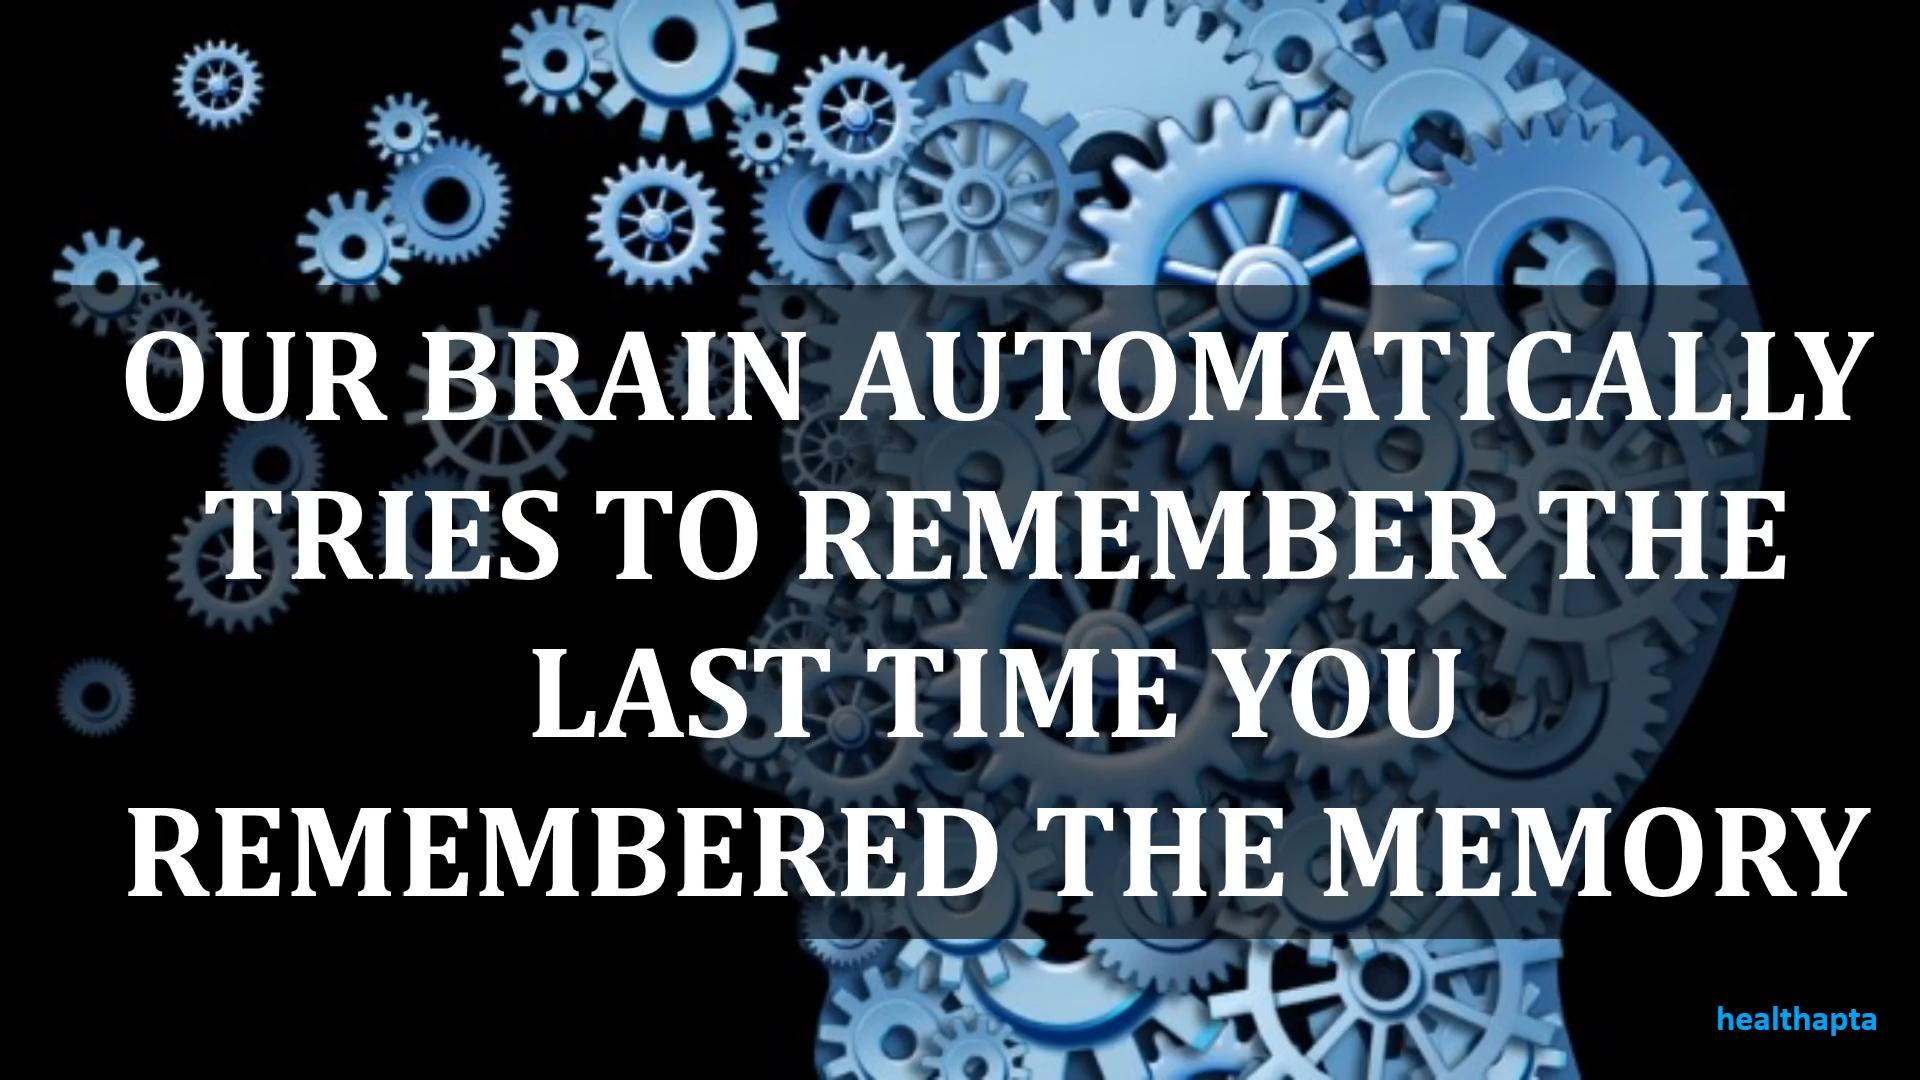 OUR BRAIN AUTOMATICALLY
TRIES TO REMEMBER THE
LAST TIME YOU
REMEMBERED THE MEMORY
healthapta